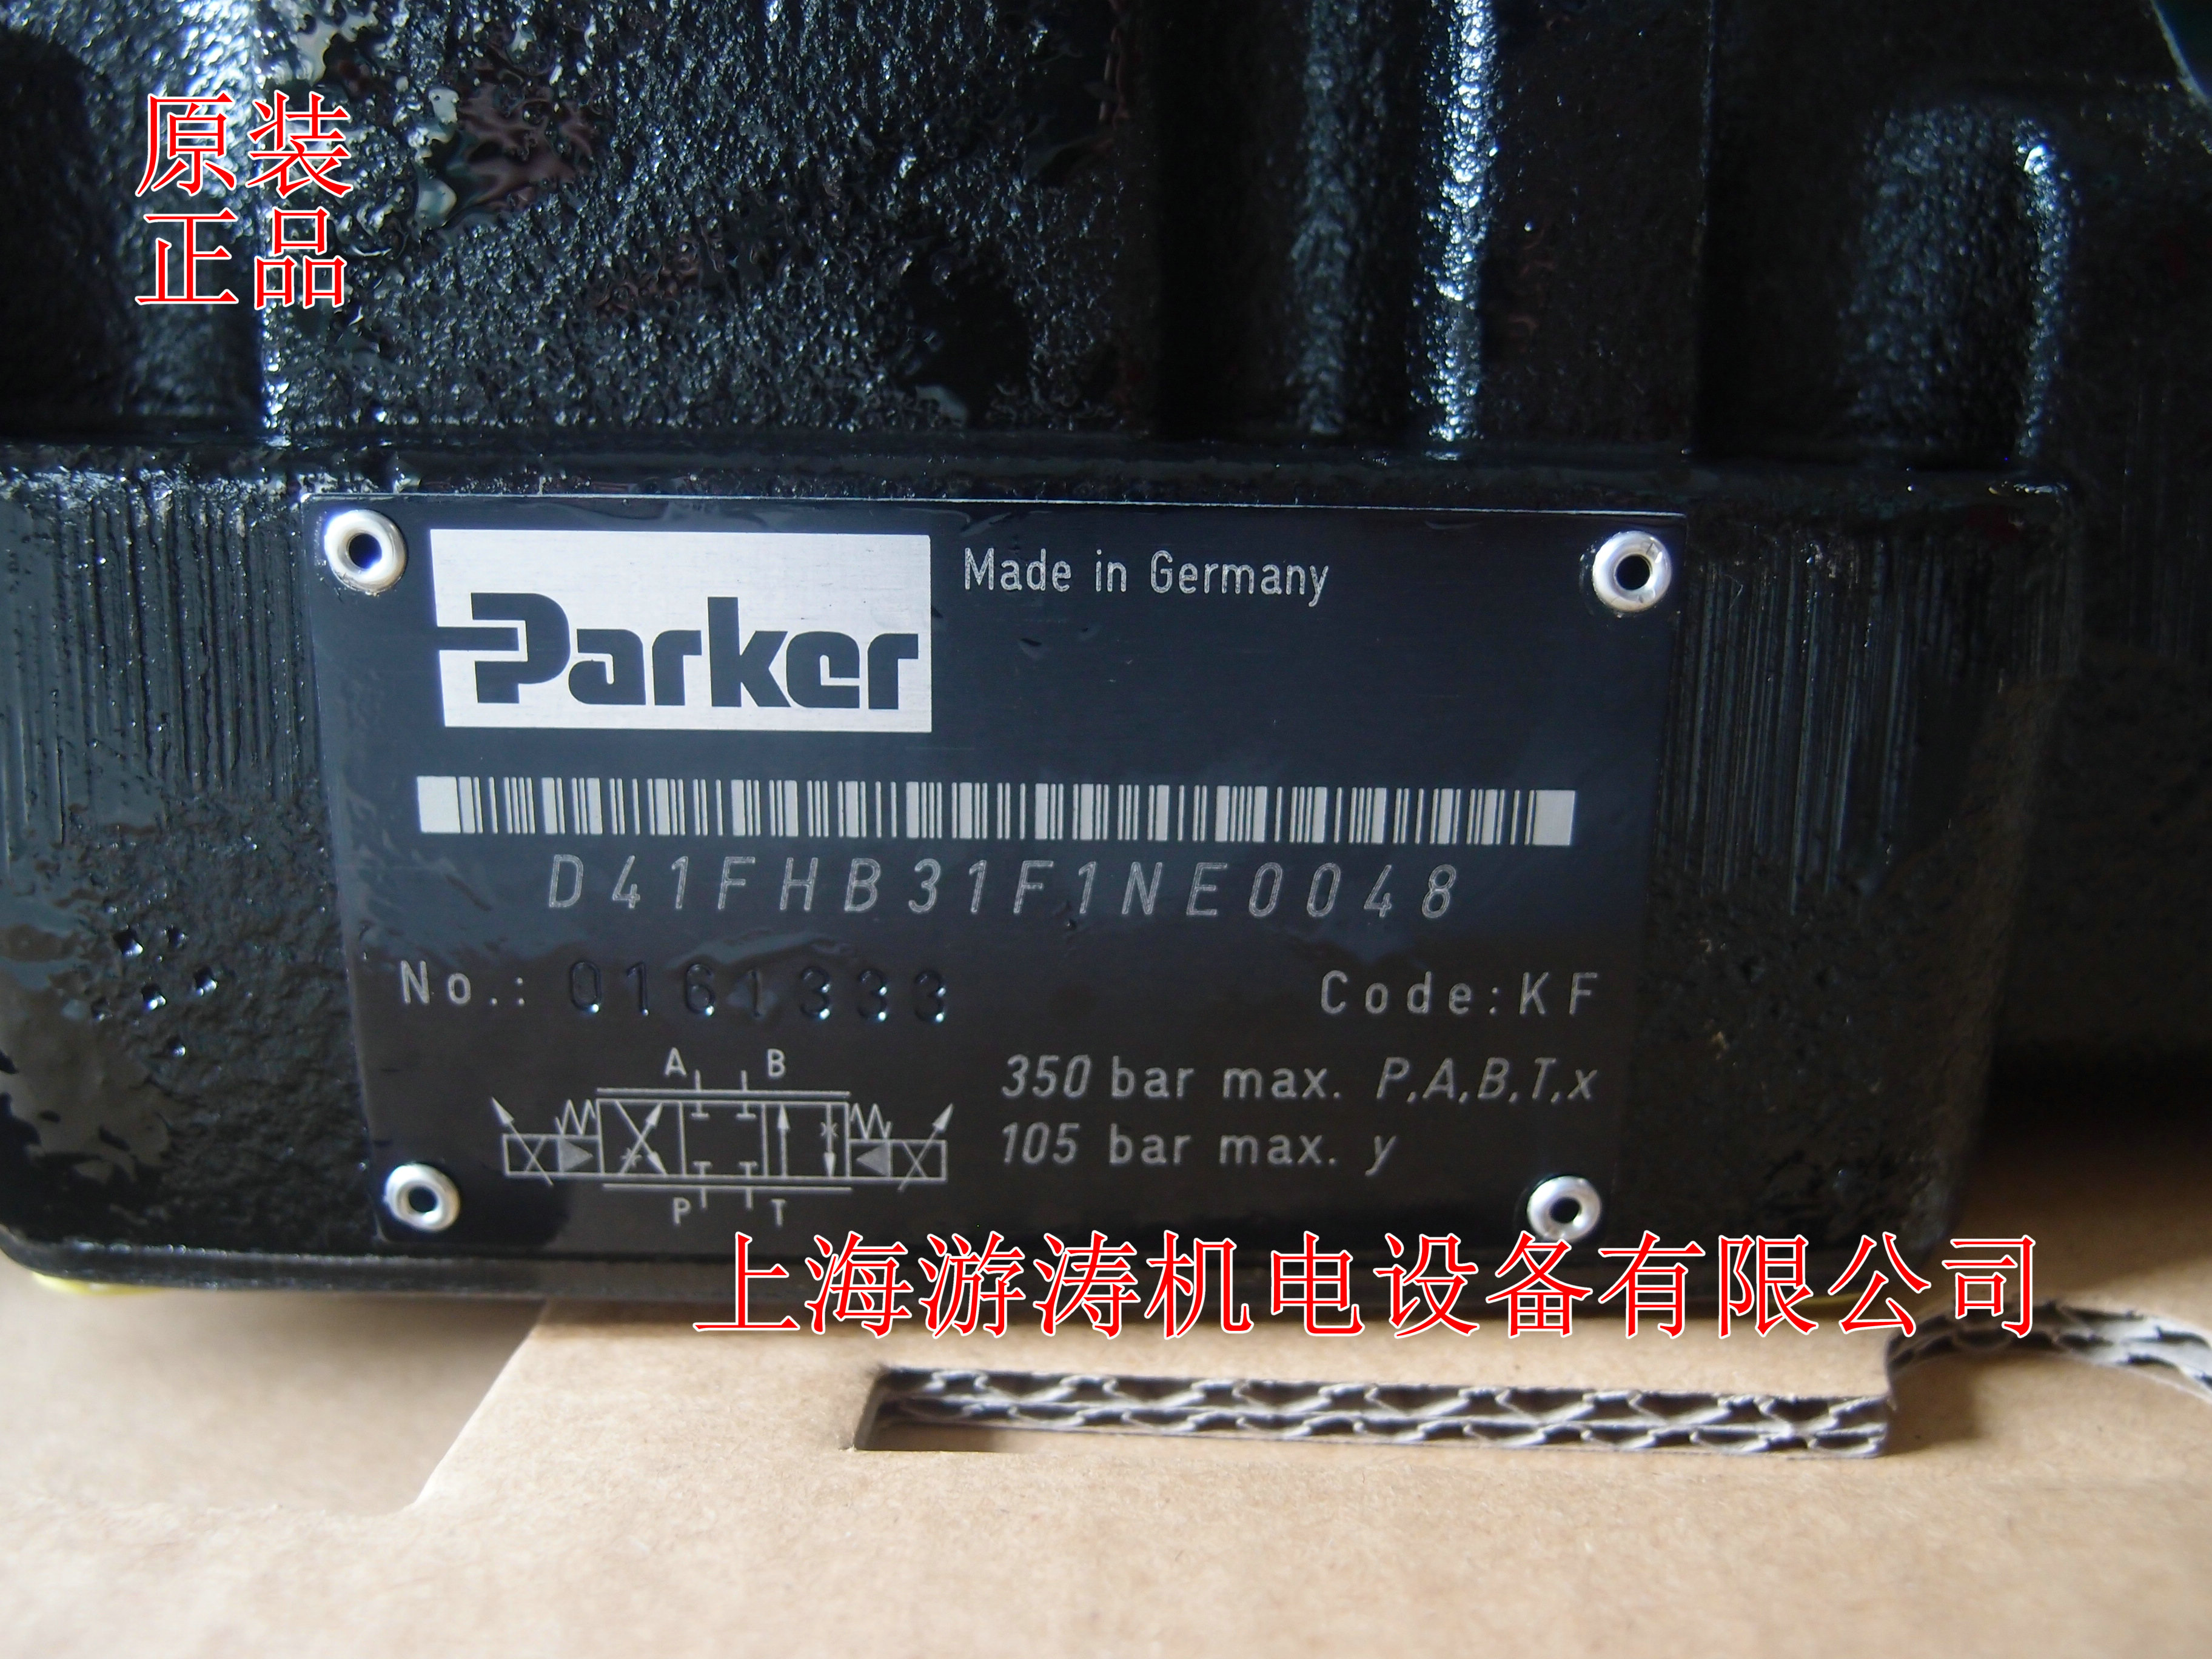 原装
正品
Parker
Made in Germany
D41FHB31F1NE0048
No.: 0161333
Code:KF
A B
350 bar max. P,A,B,T,x
105 bar max. y
P T
上海游涛机电设备有限公司